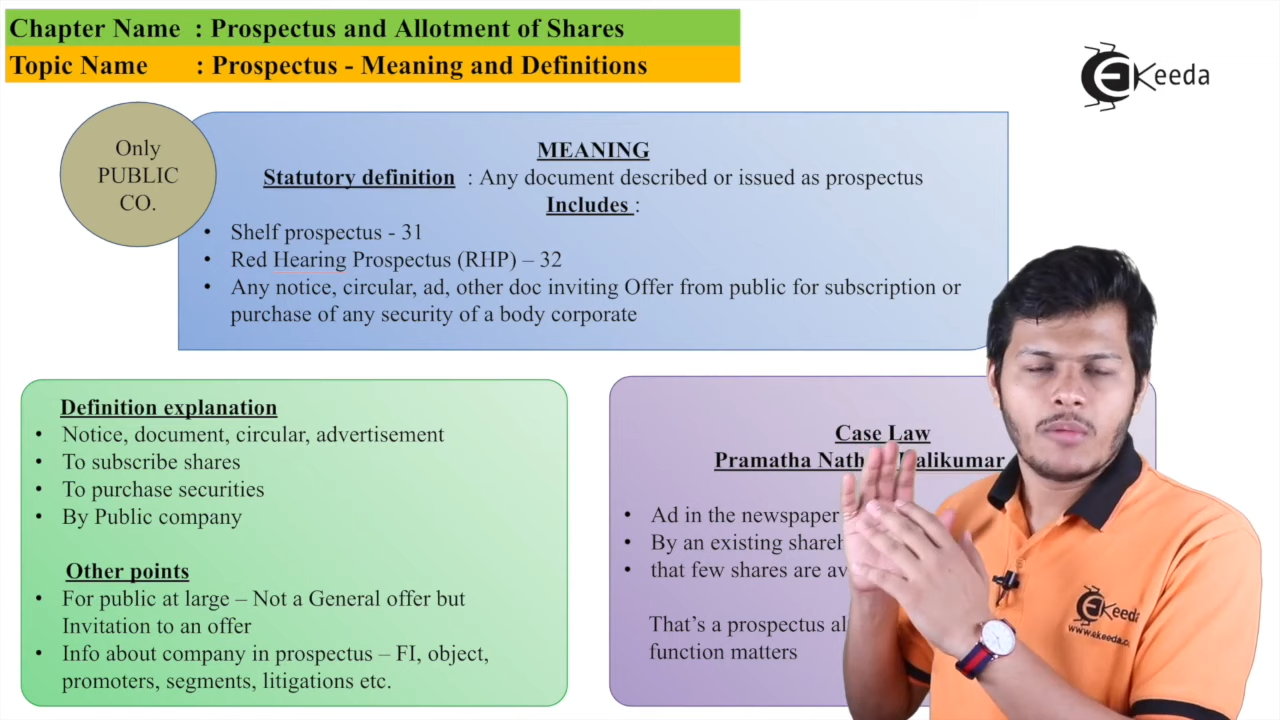 Chapter Name : Prospectus and Allotment of Shares
Topic Name : Prospectus - Meaning and Definitions
Keeda
Only
PUBLIC
CO.
MEANING
Statutory definition : Any document described or issued as prospectus
Includes :
• Shelf prospectus - 31
• Red Hearing Prospectus (RHP) – 32
• Any notice, circular, ad, other doc inviting Offer from public for subscription or
purchase of any security of a body corporate
Definition explanation
• Notice, document, circular, advertisement
• To subscribe shares
• To purchase securities
• By Public company
Other points
• For public at large – Not a General offer but
Invitation to an offer
• Info about company in prospectus – FI, object,
promoters, segments, litigations etc.
Case Law
Pramatha Nath
• Ad in the newspaper
• By an existing
• that few shares are
That's a prospectus
function matters
Keeda